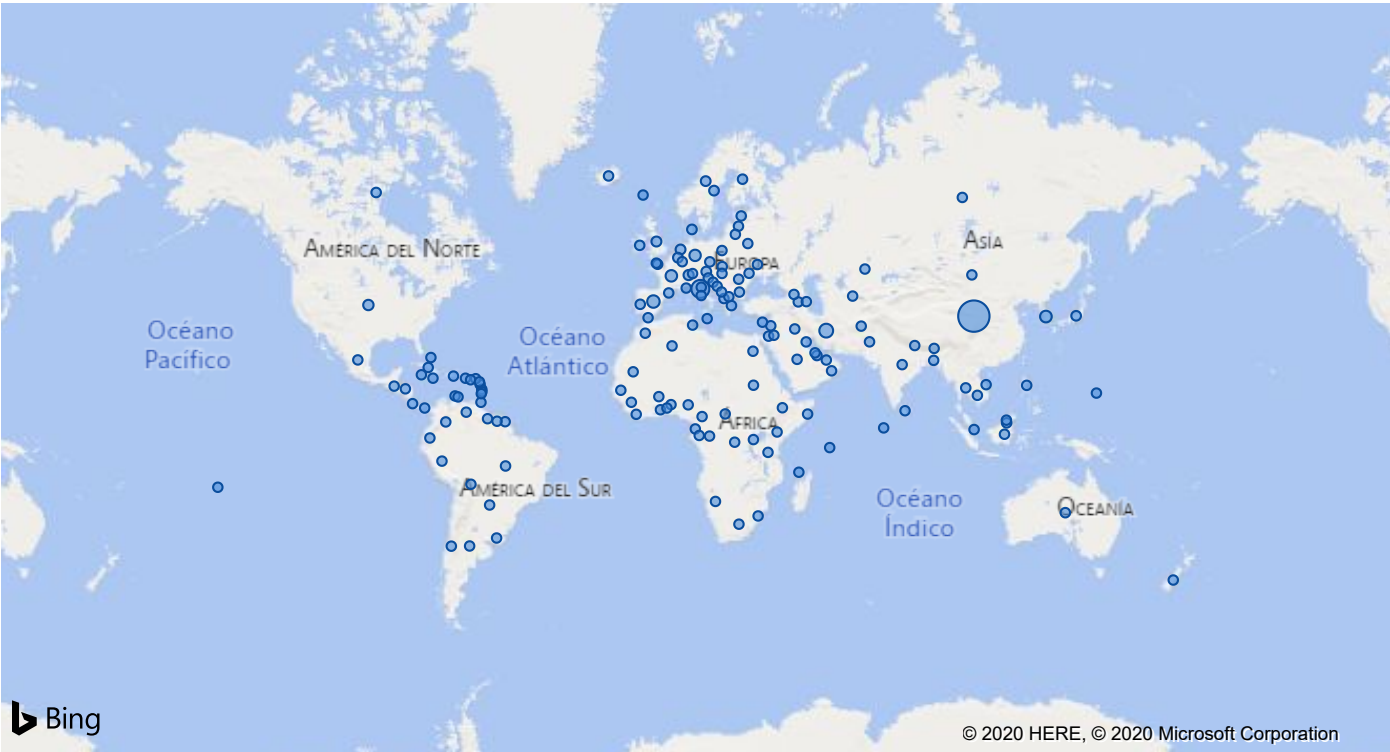 AMÉRICA DEL NORTE
ASIA
EUROPA
Océano
Pacífico
Océano
Atlántico
ÁFRICA
AMÉRICA DEL SUR
Océano
Índico
OCEANÍA
Bing
© 2020 HERE, © 2020 Microsoft Corporation